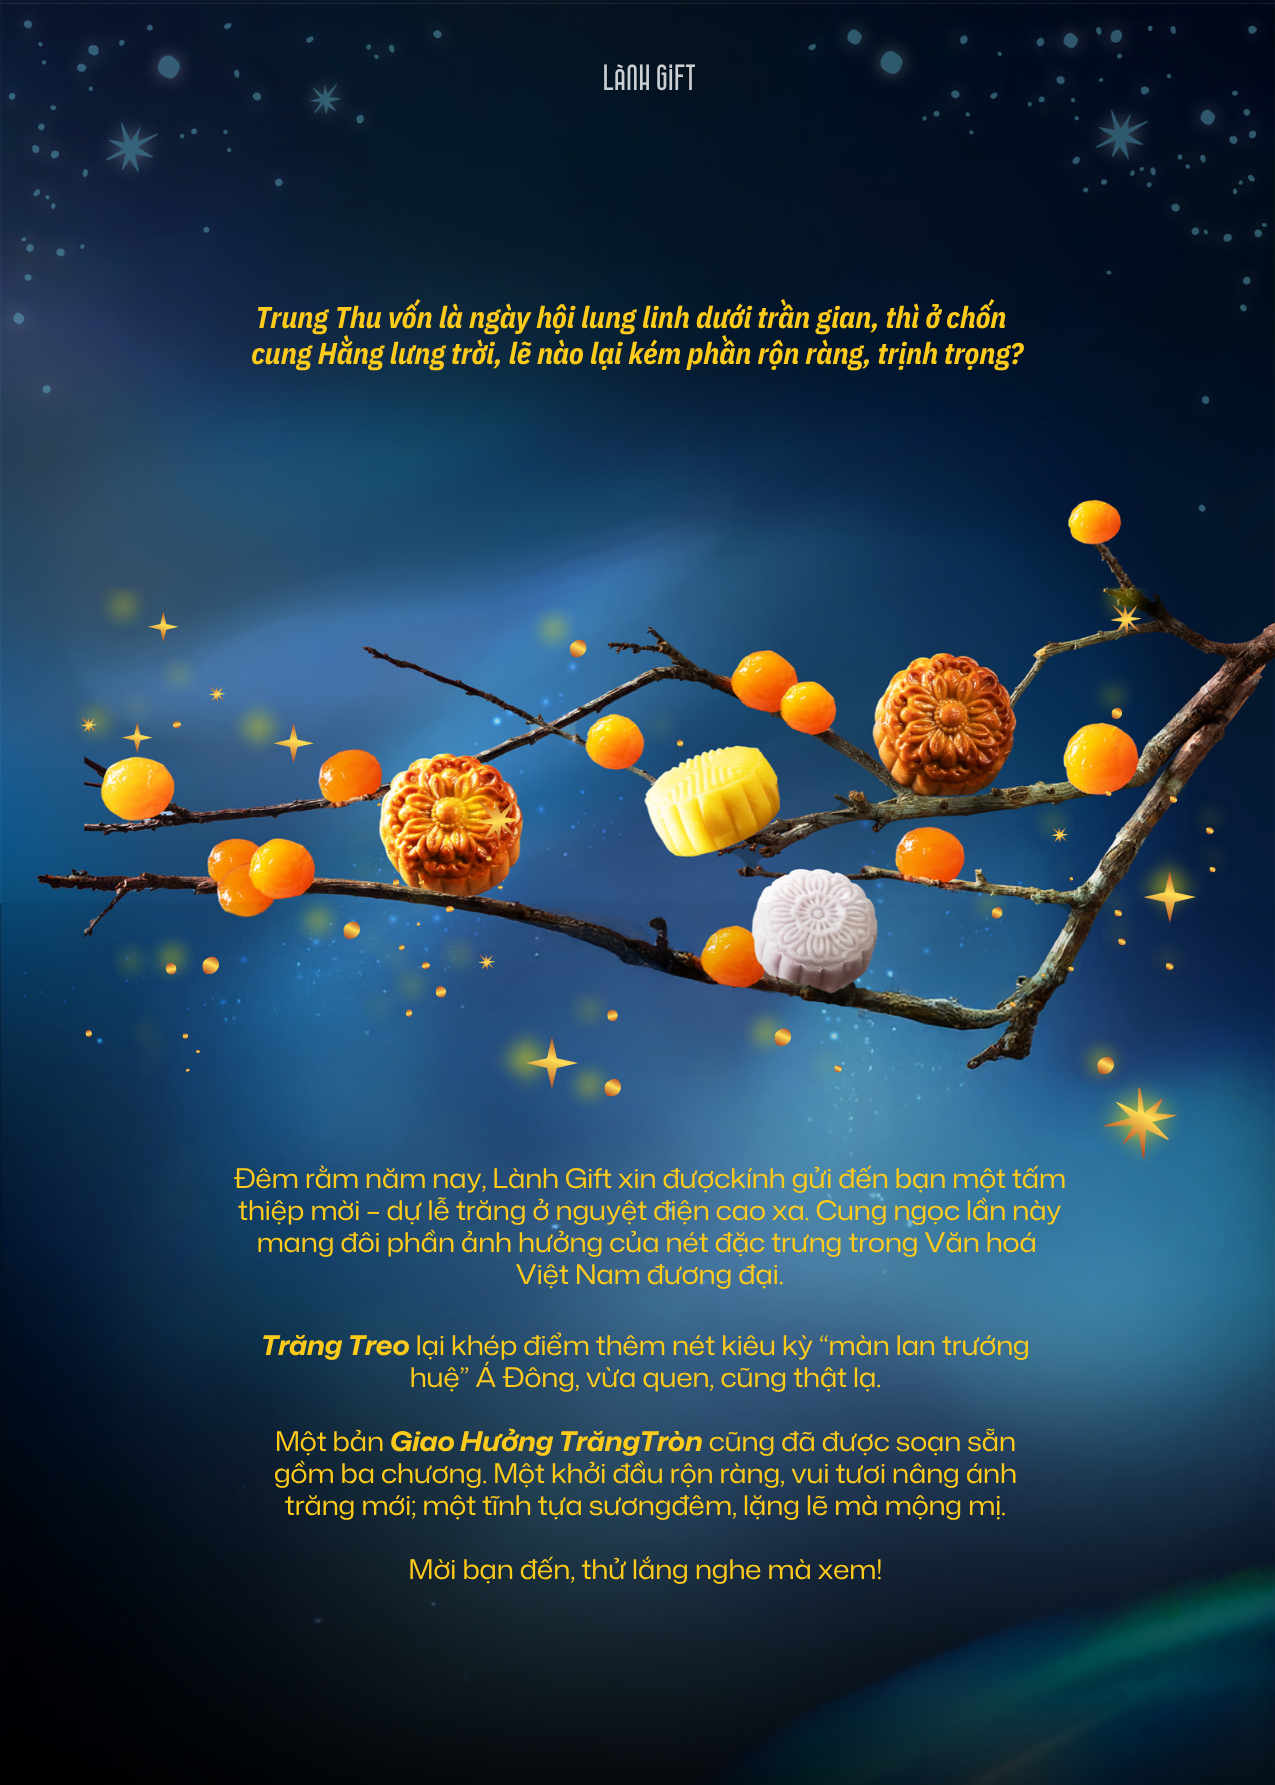 LÀNH GiFT
Trung Thu vốn là ngày hội lung linh dưới trần gian, thì ở chốn
cung Hằng lưng trời, lẽ nào lại kém phần rộn ràng, trịnh trọng?
Đêm rằm năm nay, Lành Gift xin đượckính gửi đến bạn một tấm
thiệp mời – dự lễ trăng ở nguyệt điện cao xa. Cung ngọc lần này
mang đôi phần ảnh hưởng của nét đặc trưng trong Văn hoá
Việt Nam đương đại.
Trăng Treo lại khép điểm thêm nét kiêu kỳ “màn lan trướng
huệ” Á Đông, vừa quen, cũng thật lạ.
Một bản Giao Hưởng TrăngTròn cũng đã được soạn sẵn
gồm ba chương. Một khởi đầu rộn ràng, vui tươi nâng ánh
trăng mới; một tĩnh tựa sươngđêm, lặng lẽ mà mộng mị.
Mời bạn đến, thử lắng nghe mà xem!